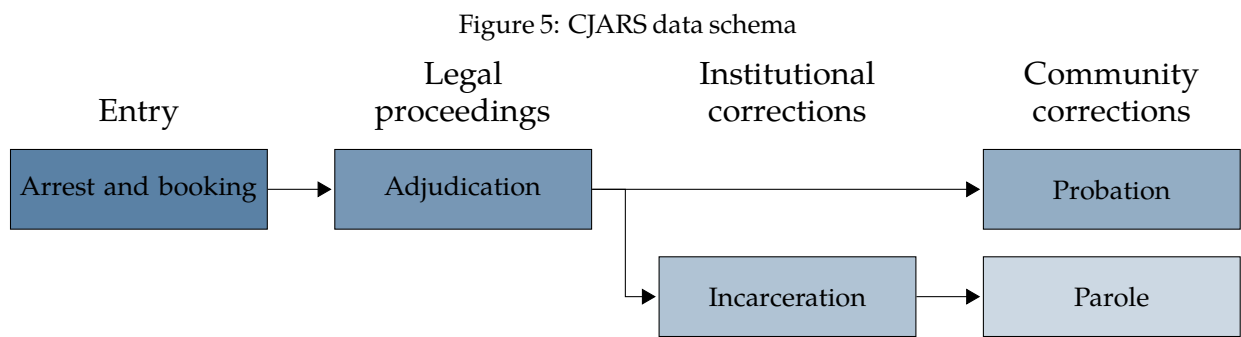 Figure 5: CJARS data schema
Entry
Legal
proceedings
Institutional
corrections
Community
corrections
Arrest and booking
Adjudication
Probation
Incarceration
Parole